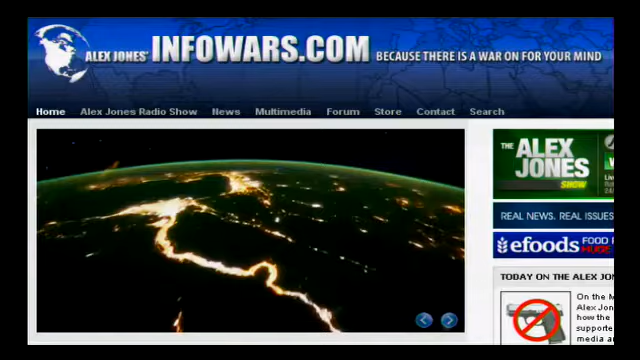 ALEX JONES' INFOWARS.COM BECAUSE THERE IS A WAR ON FOR YOUR MIND
Home Alex Jones Radio Show News Multimedia Forum Store Contact Search
THE ALEX JONES SHOW
REAL NEWS. REAL ISSUES
efoods FOOD
TODAY ON THE ALEX JON
On the M
Alex Jon
how the
supporte
media a